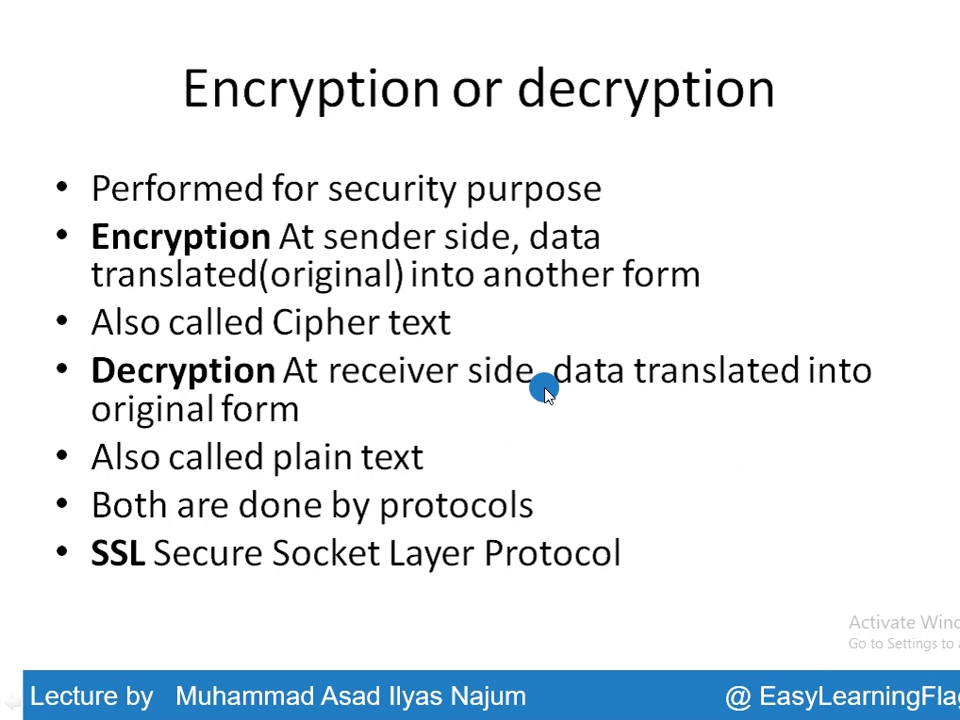 Encryption or decryption
• Performed for security purpose
• Encryption At sender side, data
translated(original) into another form
• Also called Cipher text
• Decryption At receiver side, data translated into
original form
• Also called plain text
• Both are done by protocols
• SSL Secure Socket Layer Protocol
Activate
Go to Settings to
Lecture by Muhammad Asad Ilyas Najum
@